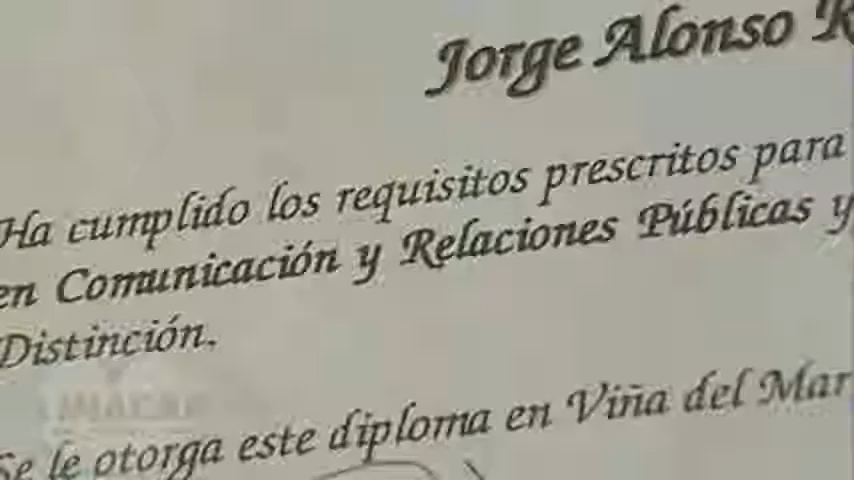 Jorge Alonso R
Ha cumplido los requisitos prescritos para
en Comunicación y Relaciones Públicas y
Distinción.
INACAP
Se le otorga este diploma en Viña del Mar